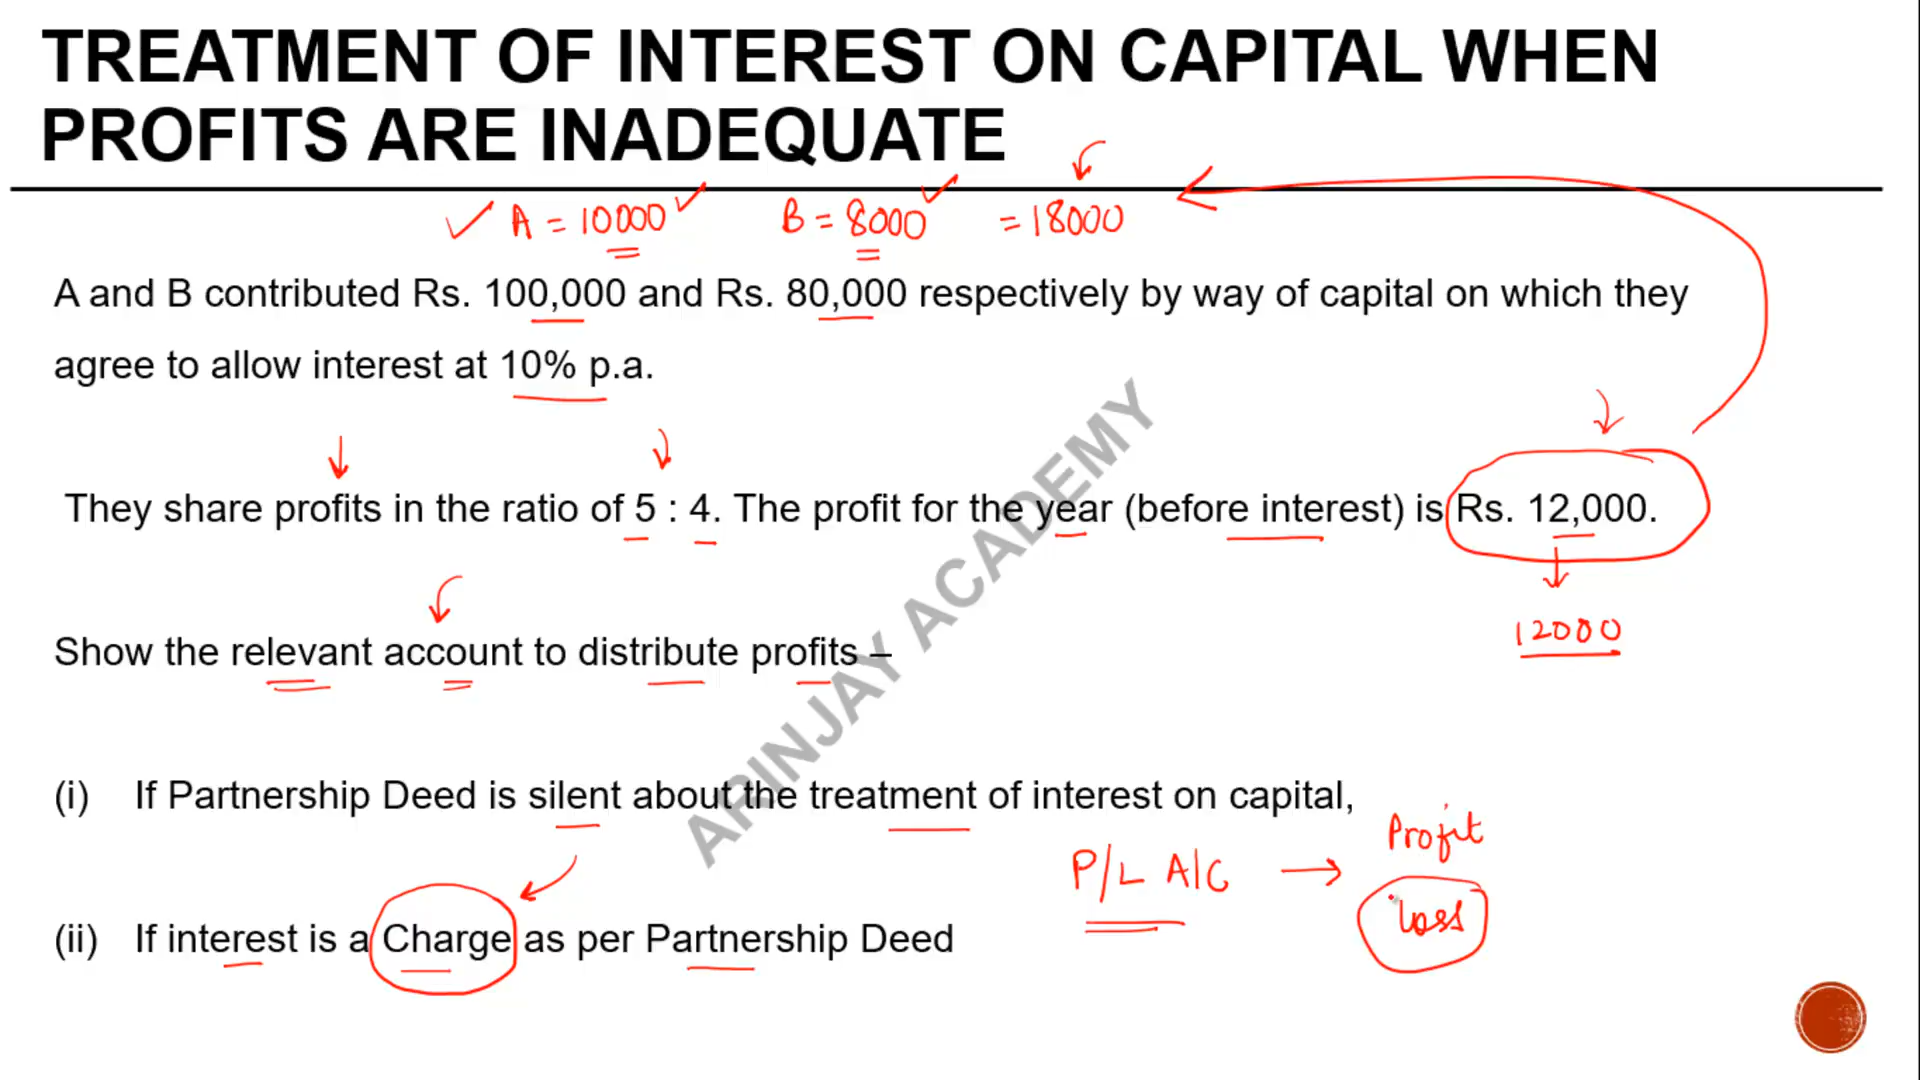 TREATMENT OF INTEREST ON CAPITAL WHEN
PROFITS ARE INADEQUATE
A = 10000 B = 8000 = 18000
A and B contributed Rs. 100,000 and Rs. 80,000 respectively by way of capital on which they
agree to allow interest at 10% p.a.
They share profits in the ratio of 5 : 4. The profit for the year (before interest) is Rs. 12,000.
12000
Show the relevant account to distribute profits –
(i) If Partnership Deed is silent about the treatment of interest on capital,
Profit
P/L A/C → loss
(ii) If interest is a Charge as per Partnership Deed
ARINJAY ACADEMY